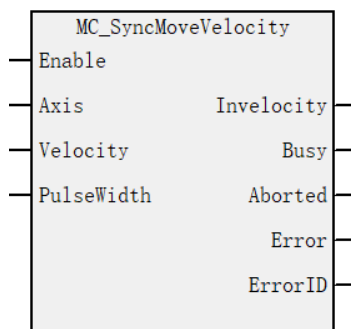 MC_SyncMoveVelocity
Enable
Axis Invelocity
Velocity Busy
PulseWidth Aborted
Error
ErrorID